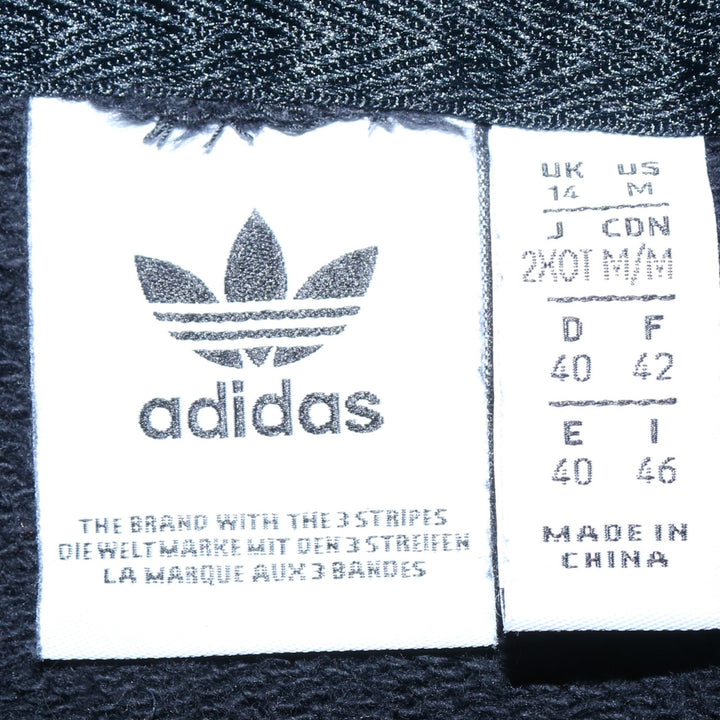 adidas
THE BRAND WITH THE 3 STRIPES
DIE WELTMARKE MIT DEN 3 STREIFEN
LA MARQUE AUX 3 BANDES
UK US
14 M
J CDN
2XOT M/M
D F
40 42
E I
40 46
MADE IN
CHINA